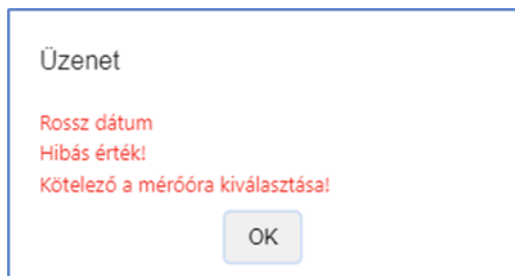 Üzenet
Rossz dátum
Hibás érték!
Kötelező a mérőóra kiválasztása!
OK